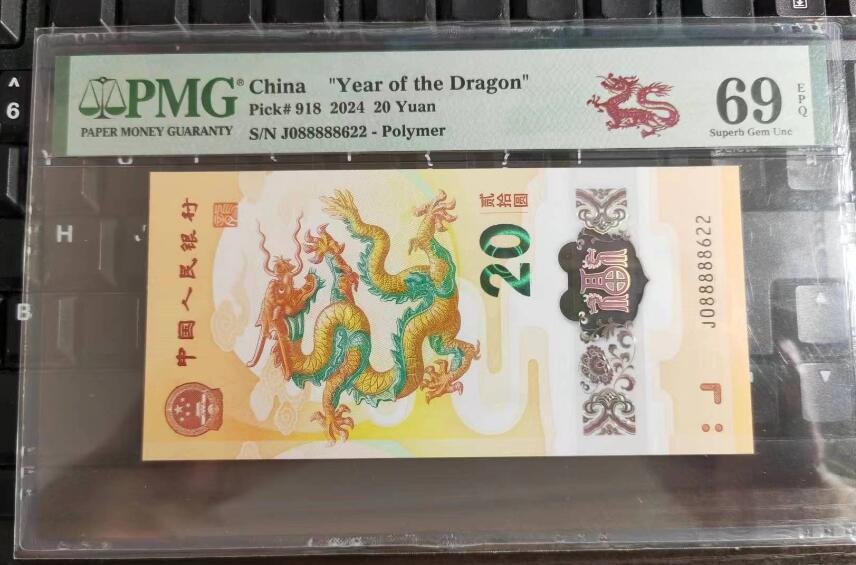 PMG®
PAPER MONEY GUARANTY
China "Year of the Dragon"
Pick# 918 2024 20 Yuan
S/N J088888622 - Polymer
69
EPQ
Superb Gem Unc
中国人民银行
贰拾圆
20
福
J088888622
6
H
B